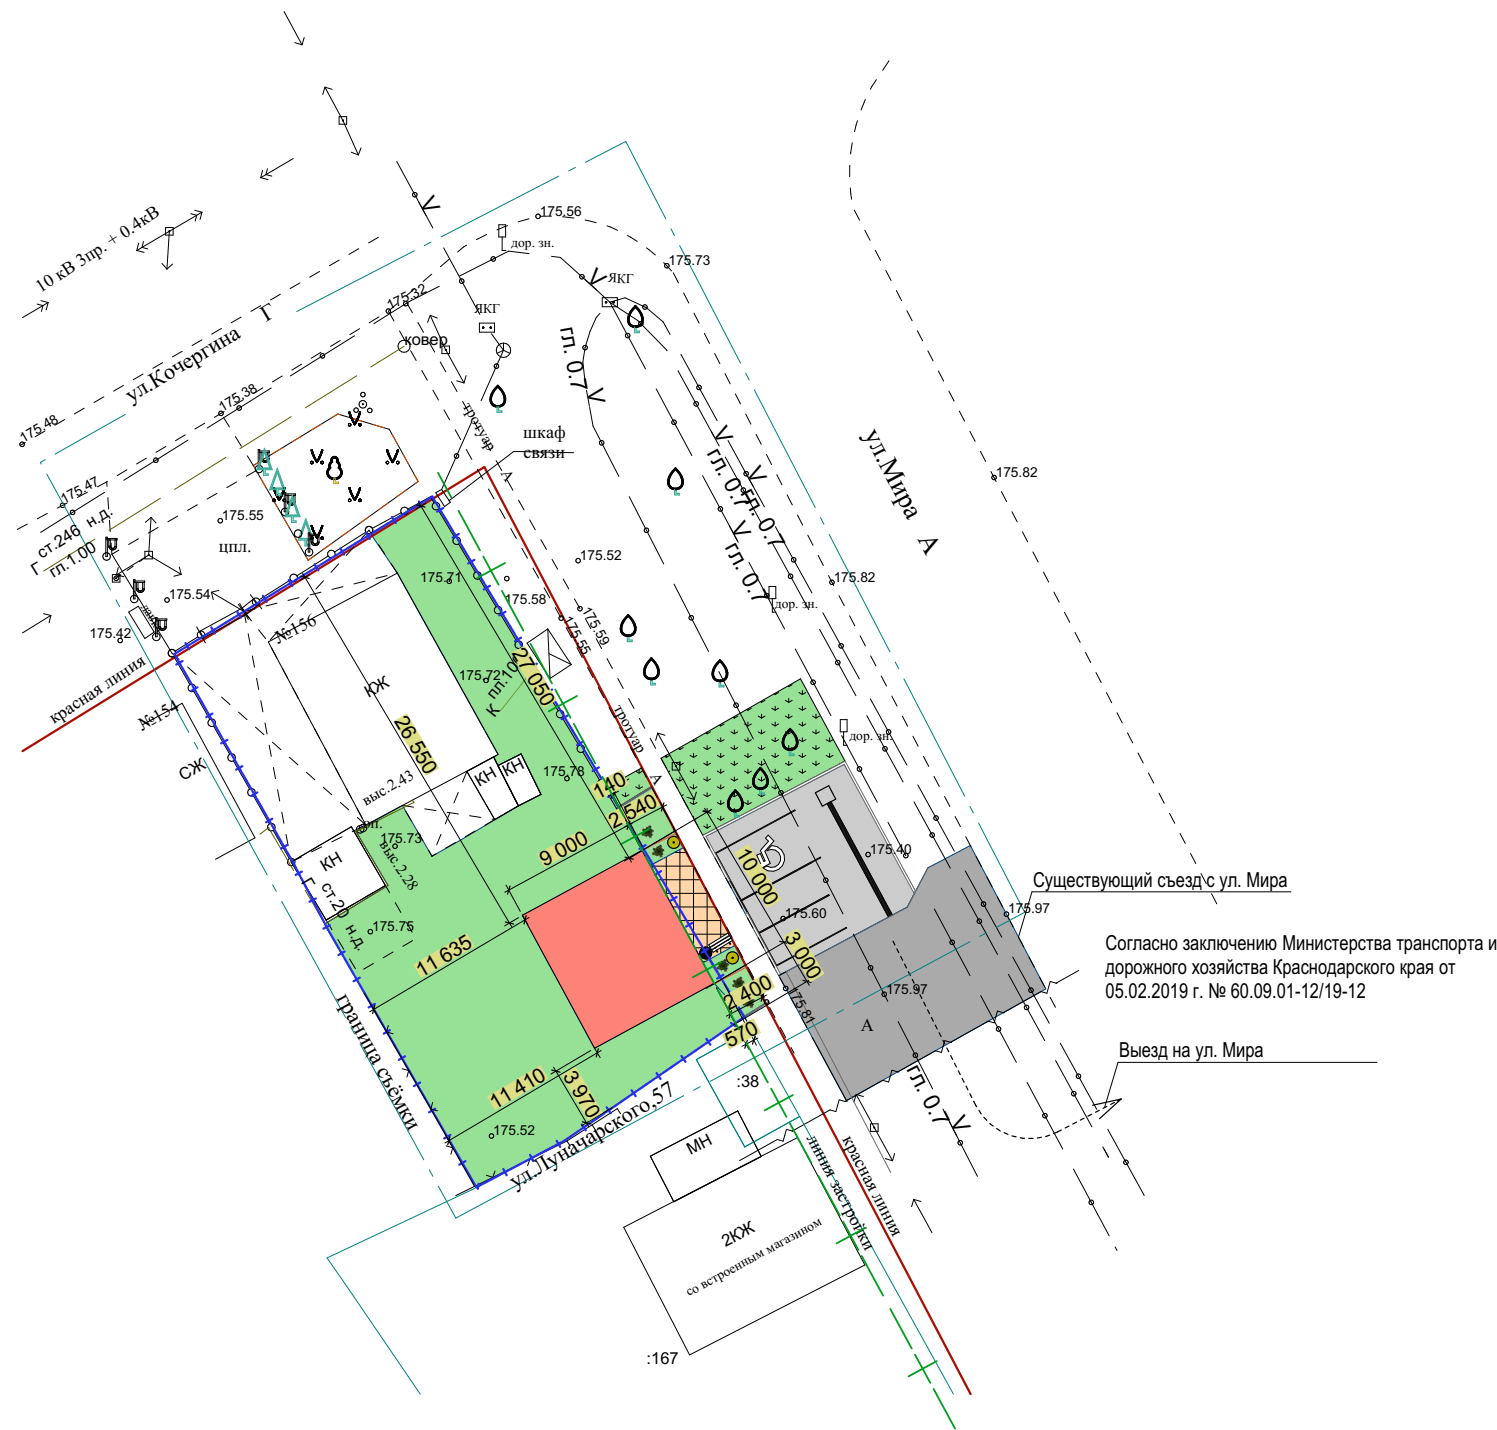 10 кВ 3пр. + 0.4кВ
V
175.56
дор. зн.
175.73
V
ЯКГ
ЯКГ
175.32
ул.Кочергина Г
ковер
гл. 0.7
V
175.38
175.48
тротуар
шкаф
связи
А
ул.Мира А
175.82
V
гл. 0.7
V
гл. 0.7
V
гл. 0.7
175.47
ст.246 н.д.
Г гл.1.00
175.55
цпл.
175.52
175.82
дор. зн.
175.71
175.58
175.54
175.42
№156
175.59
175.55
красная линия
№154
КЖ
175.72
К пл.10
27 050
тротуар
26 550
СЖ
дор. зн.
175.78
КН
КН
выс.2.43
140
А
2 540
оп.
175.73
выс.2.28
9 000
10 000
175.40
КН
Г ст.20 н.д.
175.75
11 635
175.60
3 000
Существующий съезд с ул. Мира
175.97
Согласно заключению Министерства транспорта и
дорожного хозяйства Краснодарского края от
05.02.2019 г. № 60.09.01-12/19-12
2 400
175.97
175.81
А
570
граница съёмки
11 410
3 970
Выезд на ул. Мира
гл. 0.7
V
:38
175.52
ул.Луначарского,57
МН
линия застройки
красная линия
2КЖ
со встроенным магазином
:167